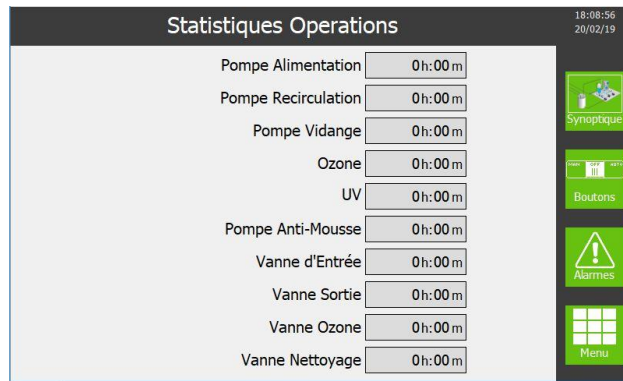 Statistiques Operations
18:08:56
20/02/19
Pompe Alimentation 0h:00m
Pompe Recirculation 0h:00m
Pompe Vidange 0h:00m
Ozone 0h:00m
UV 0h:00m
Pompe Anti-Mousse 0h:00m
Vanne d'Entrée 0h:00m
Vanne Sortie 0h:00m
Vanne Ozone 0h:00m
Vanne Nettoyage 0h:00m
Synoptique
OFF
Boutons
Alarmes
Menu